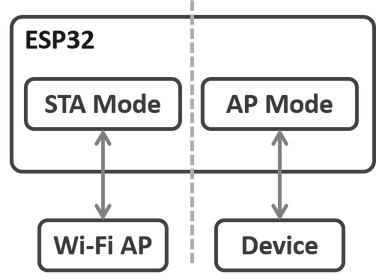 ESP32
STA Mode
AP Mode
Wi-Fi AP
Device